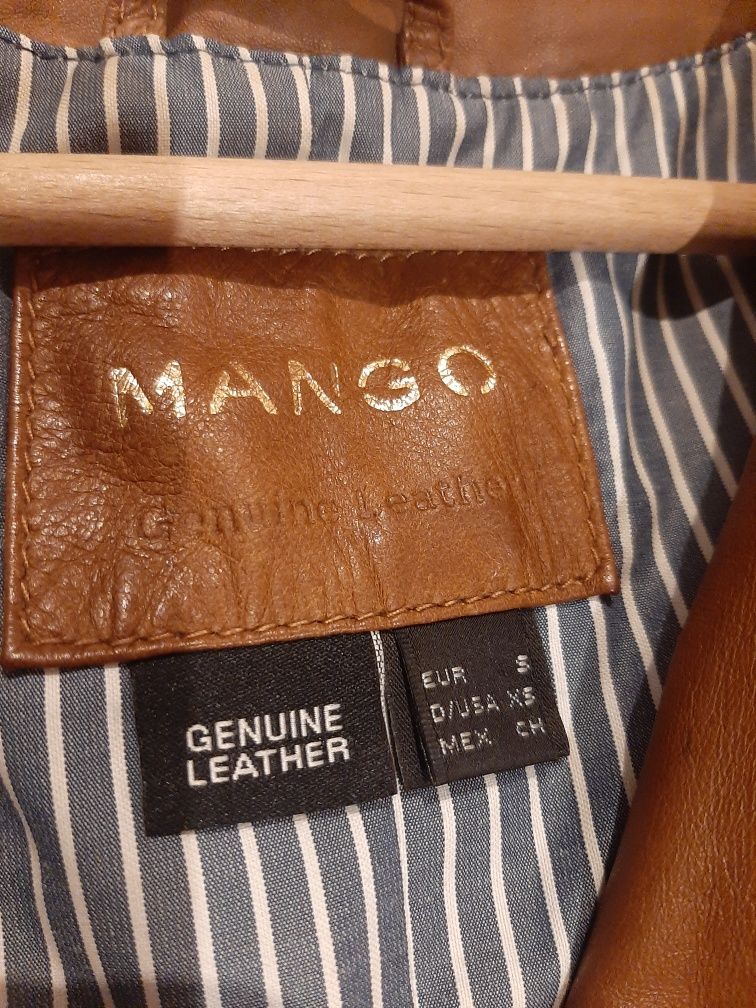 MANGO
Genuine Leather
GENUINE
LEATHER
EUR S
D/USA XS
MEX CH